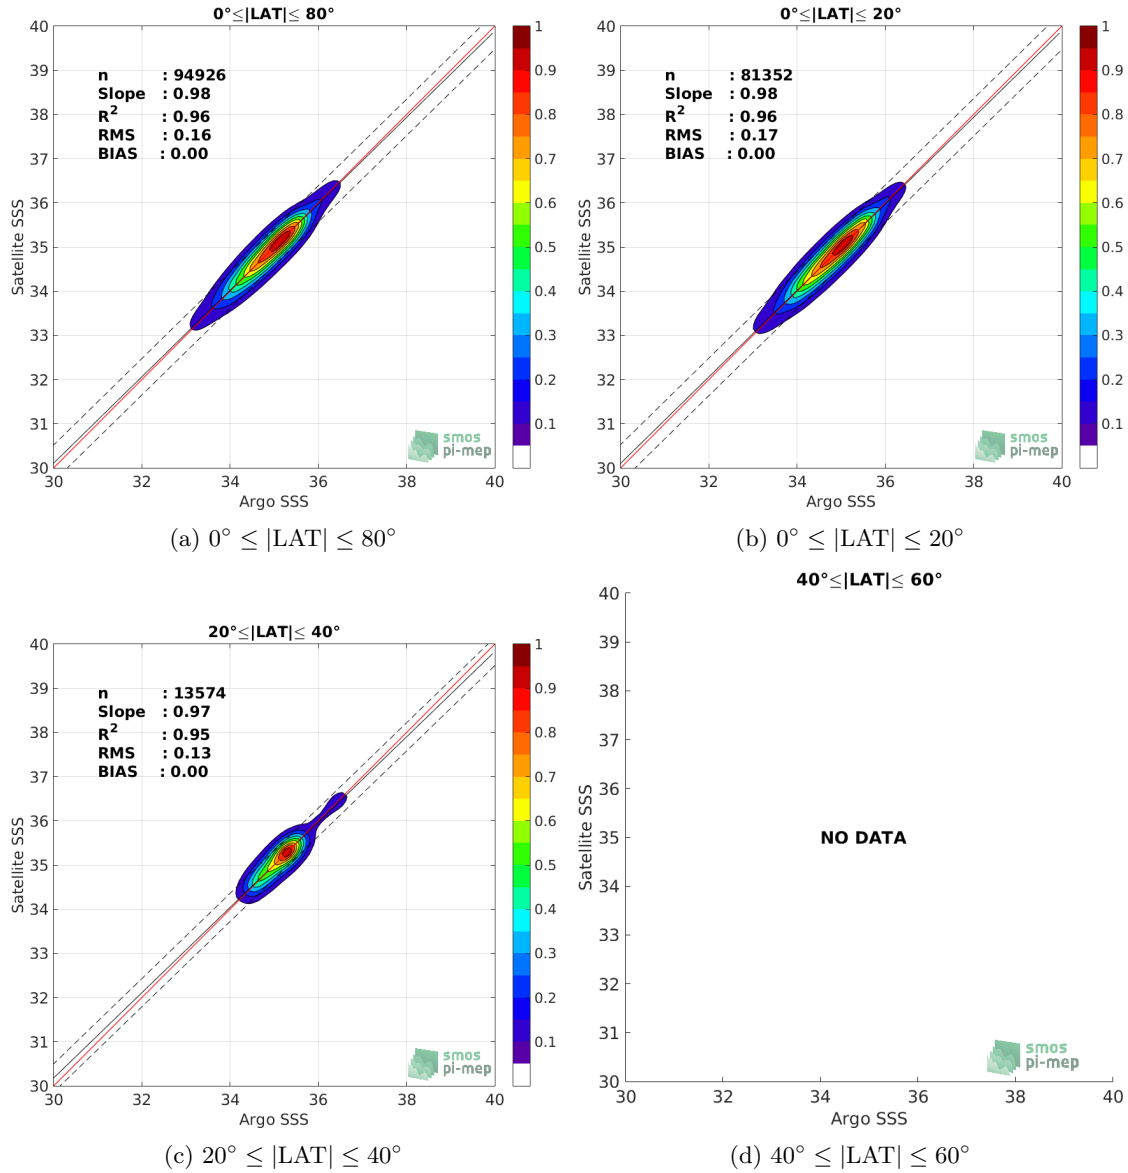 0°≤|LAT|≤ 80°
40
39
38
37
36
35
34
33
32
31
30
Satellite SSS
n : 94926
Slope : 0.98
R² : 0.96
RMS : 0.16
BIAS : 0.00
smos
pi-mep
30 32 34 36 38 40
Argo SSS
1
0.9
0.8
0.7
0.6
0.5
0.4
0.3
0.2
0.1
(a) 0° ≤ |LAT| ≤ 80°
0°≤|LAT|≤ 20°
40
39
38
37
36
35
34
33
32
31
30
Satellite SSS
n : 81352
Slope : 0.98
R² : 0.96
RMS : 0.17
BIAS : 0.00
smos
pi-mep
30 32 34 36 38 40
Argo SSS
1
0.9
0.8
0.7
0.6
0.5
0.4
0.3
0.2
0.1
(b) 0° ≤ |LAT| ≤ 20°
20°≤|LAT|≤ 40°
40
39
38
37
36
35
34
33
32
31
30
Satellite SSS
n : 13574
Slope : 0.97
R² : 0.95
RMS : 0.13
BIAS : 0.00
smos
pi-mep
30 32 34 36 38 40
Argo SSS
1
0.9
0.8
0.7
0.6
0.5
0.4
0.3
0.2
0.1
(c) 20° ≤ |LAT| ≤ 40°
40°≤|LAT|≤ 60°
40
39
38
37
36
35
34
33
32
31
30
Satellite SSS
NO DATA
smos
pi-mep
30 32 34 36 38 40
Argo SSS
(d) 40° ≤ |LAT| ≤ 60°